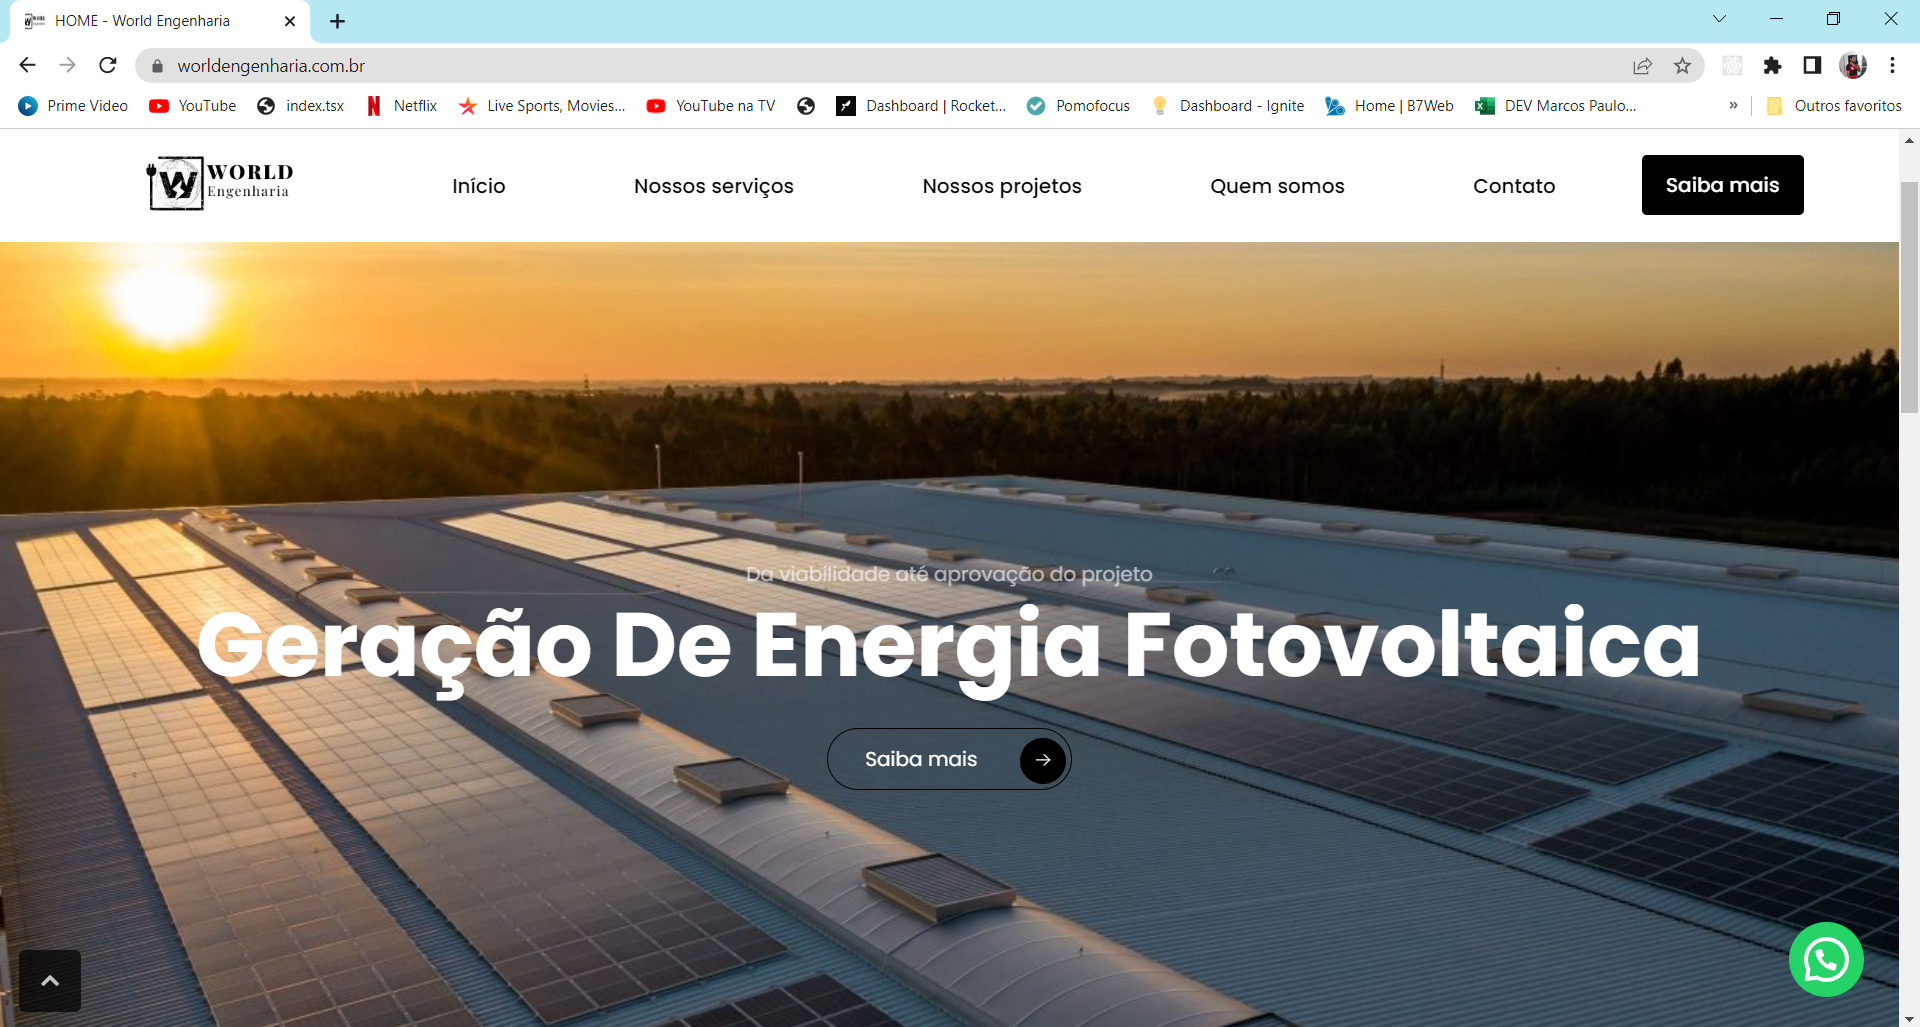 HOME - World Engenharia
worldengenharia.com.br
Prime Video YouTube index.tsx Netflix Live Sports, Movies... YouTube na TV Dashboard | Rocket... Pomofocus Dashboard - Ignite Home | B7Web DEV Marcos Paulo... » Outros favoritos
WORLD
Engenharia
Início Nossos serviços Nossos projetos Quem somos Contato Saiba mais
Da viabilidade até aprovação do projeto
Geração De Energia Fotovoltaica
Saiba mais